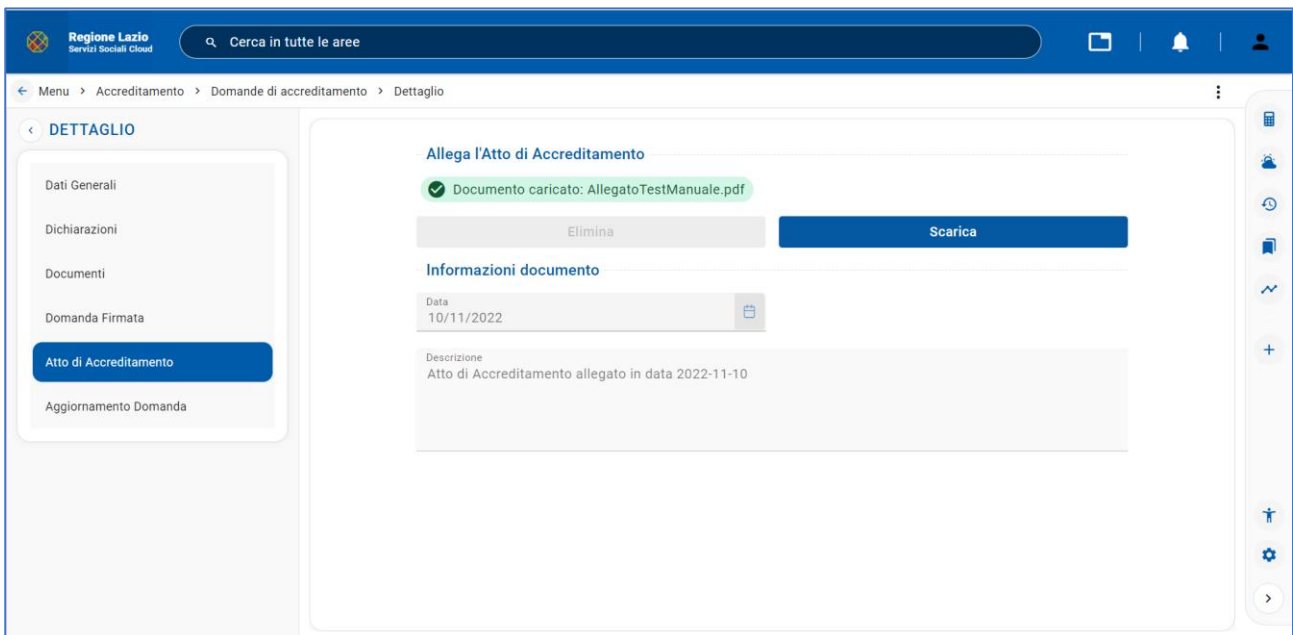 Regione Lazio
Servizi Sociali Cloud
Cerca in tutte le aree
Menu > Accreditamento > Domande di accreditamento > Dettaglio
DETTAGLIO
Dati Generali
Dichiarazioni
Documenti
Domanda Firmata
Atto di Accreditamento
Aggiornamento Domanda
Allega l'Atto di Accreditamento
Documento caricato: AllegatoTestManuale.pdf
Elimina
Scarica
Informazioni documento
Data
10/11/2022
Descrizione
Atto di Accreditamento allegato in data 2022-11-10